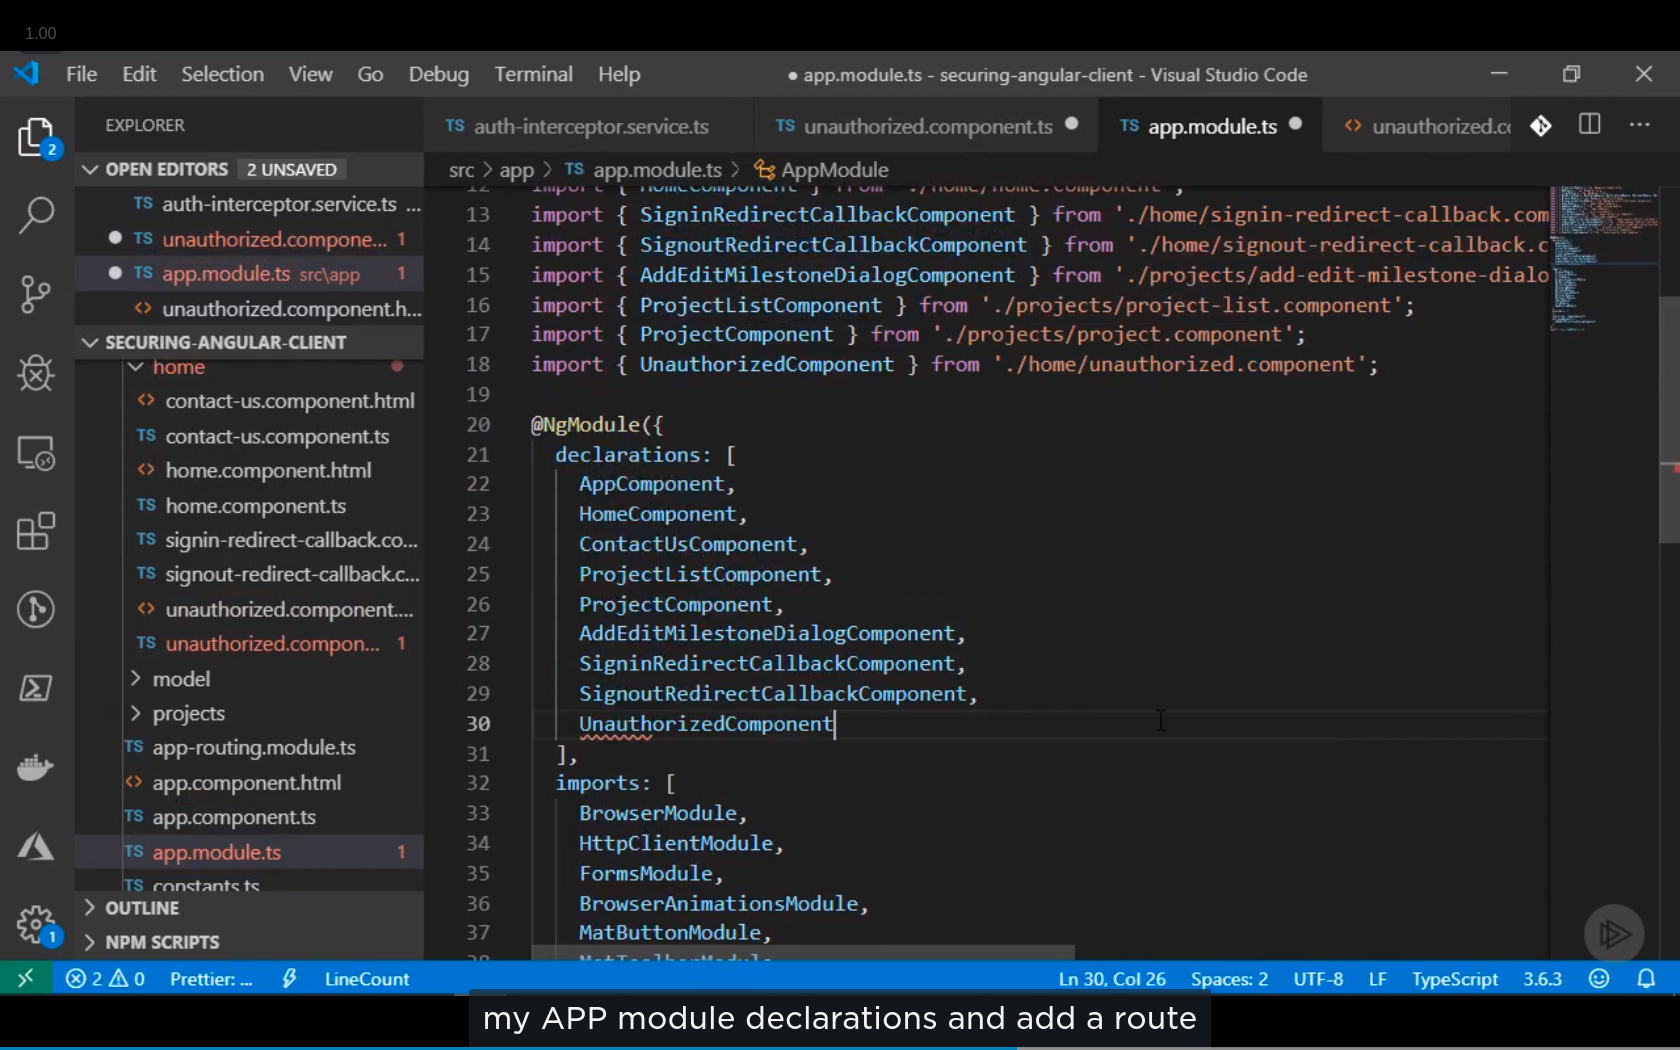 1.00
File Edit Selection View Go Debug Terminal Help
● app.module.ts - securing-angular-client - Visual Studio Code
EXPLORER
2
OPEN EDITORS 2 UNSAVED
TS auth-interceptor.service.ts ...
TS unauthorized.compone... 1
TS app.module.ts src\app 1
<> unauthorized.component.h...
SECURING-ANGULAR-CLIENT
home
<> contact-us.component.html
TS contact-us.component.ts
<> home.component.html
TS home.component.ts
TS signin-redirect-callback.co...
TS signout-redirect-callback.c...
<> unauthorized.component....
TS unauthorized.compon... 1
model
projects
TS app-routing.module.ts
<> app.component.html
TS app.component.ts
TS app.module.ts 1
TS constants.ts
OUTLINE
NPM SCRIPTS
1
TS auth-interceptor.service.ts TS unauthorized.component.ts TS app.module.ts <> unauthorized.co
src > app > TS app.module.ts > AppModule
12 import { HomeComponent } from './home/home.component';
13 import { SigninRedirectCallbackComponent } from './home/signin-redirect-callback.com
14 import { SignoutRedirectCallbackComponent } from './home/signout-redirect-callback.c
15 import { AddEditMilestoneDialogComponent } from './projects/add-edit-milestone-dialo
16 import { ProjectListComponent } from './projects/project-list.component';
17 import { ProjectComponent } from './projects/project.component';
18 import { UnauthorizedComponent } from './home/unauthorized.component';
19
20 @NgModule({
21 declarations: [
22 AppComponent,
23 HomeComponent,
24 ContactUsComponent,
25 ProjectListComponent,
26 ProjectComponent,
27 AddEditMilestoneDialogComponent,
28 SigninRedirectCallbackComponent,
29 SignoutRedirectCallbackComponent,
30 UnauthorizedComponent
31 ],
32 imports: [
33 BrowserModule,
34 HttpClientModule,
35 FormsModule,
36 BrowserAnimationsModule,
37 MatButtonModule,
38 MatToolbarModule
2 0 Prettier: ... LineCount Ln 30, Col 26 Spaces: 2 UTF-8 LF TypeScript 3.6.3
my APP module declarations and add a route